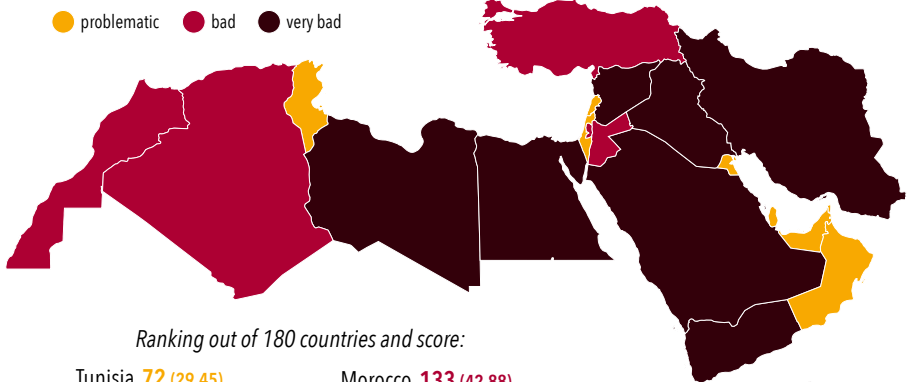 problematic bad very bad
Ranking out of 180 countries and score:
Tunisia 72 (29.45) Morocco 133 (42.88)